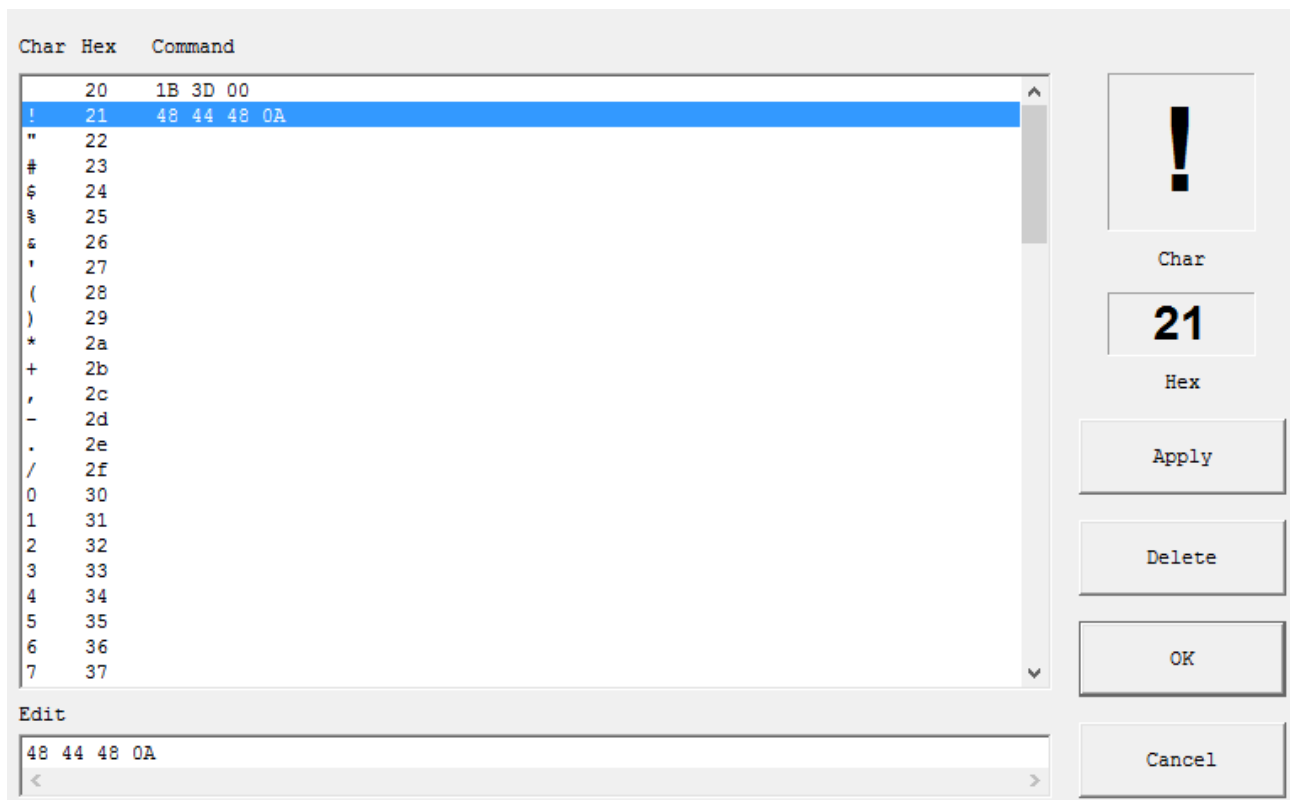 Char Hex Command
20 1B 3D 00
! 21 48 44 48 0A
" 22
# 23
$ 24
% 25
& 26
' 27
( 28
) 29
* 2a
+ 2b
, 2c
- 2d
. 2e
/ 2f
0 30
1 31
2 32
3 33
4 34
5 35
6 36
7 37
Edit
48 44 48 0A
!
Char
21
Hex
Apply
Delete
OK
Cancel